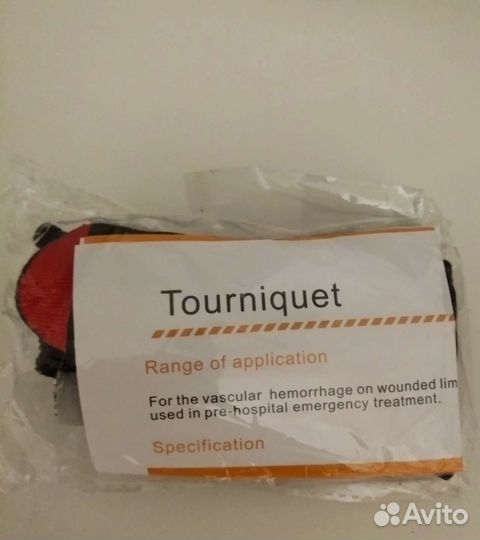 Tourniquet
Range of application
For the vascular hemorrhage on wounded lim
used in pre-hospital emergency treatment.
Specification
Avito